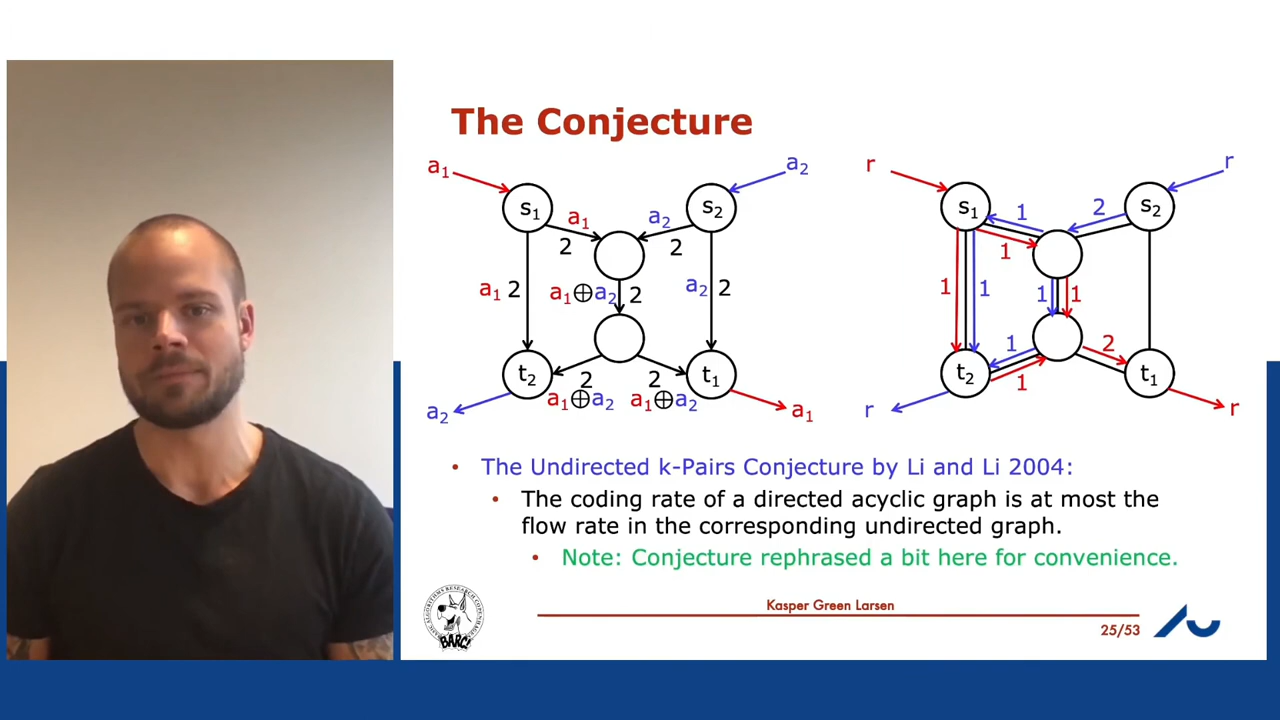 The Conjecture
a₁
a₂
s₁
s₂
a₁
a₂
2
2
a₁ 2
a₁⊕a₂ 2
a₂ 2
t₂
t₁
2
2
a₁⊕a₂
a₁⊕a₂
a₂
a₁
r
r
s₁
s₂
1
2
1
1
1
1
1
1
2
t₂
t₁
1
r
r
• The Undirected k-Pairs Conjecture by Li and Li 2004:
• The coding rate of a directed acyclic graph is at most the
flow rate in the corresponding undirected graph.
• Note: Conjecture rephrased a bit here for convenience.
BARC
Kasper Green Larsen
25/53